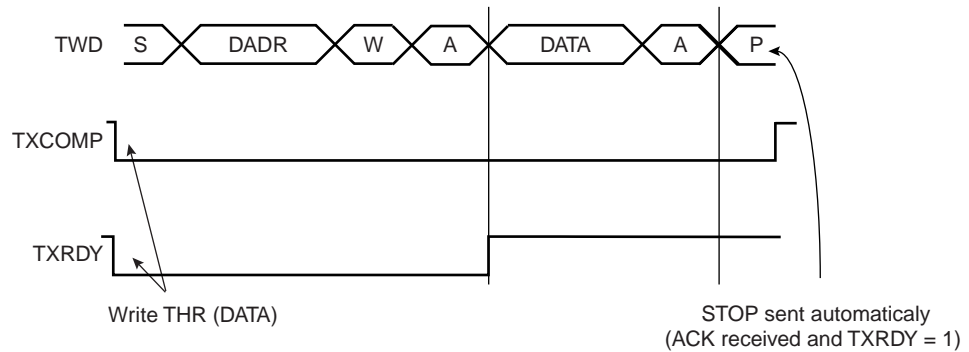 TWD S DADR W A DATA A P
TXCOMP
TXRDY
Write THR (DATA)
STOP sent automaticaly
(ACK received and TXRDY = 1)